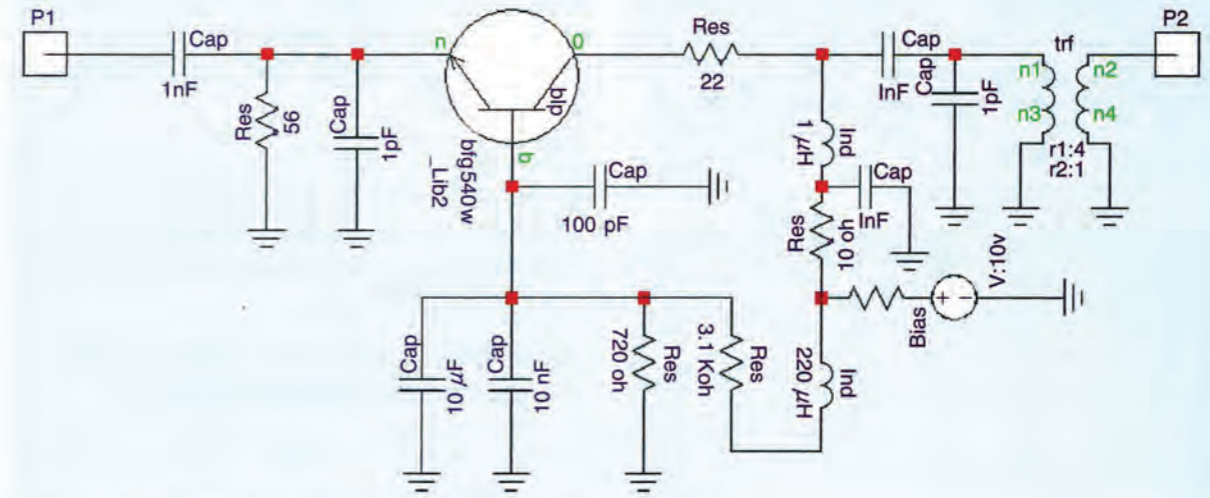 P1
Cap
1nF
Res
56
Cap
1pF
n
0
blp
b
bfg540w
_Lib2
Res
22
Cap
InF
Cap
1pF
trf
n1
n2
n3
n4
r1:4
r2:1
P2
Cap
100 pF
Ind
1 µH
Cap
InF
Res
10 oh
Bias
V:10v
Cap
10 µF
Cap
10 nF
Res
720 oh
Res
3.1 Koh
Ind
220 µH